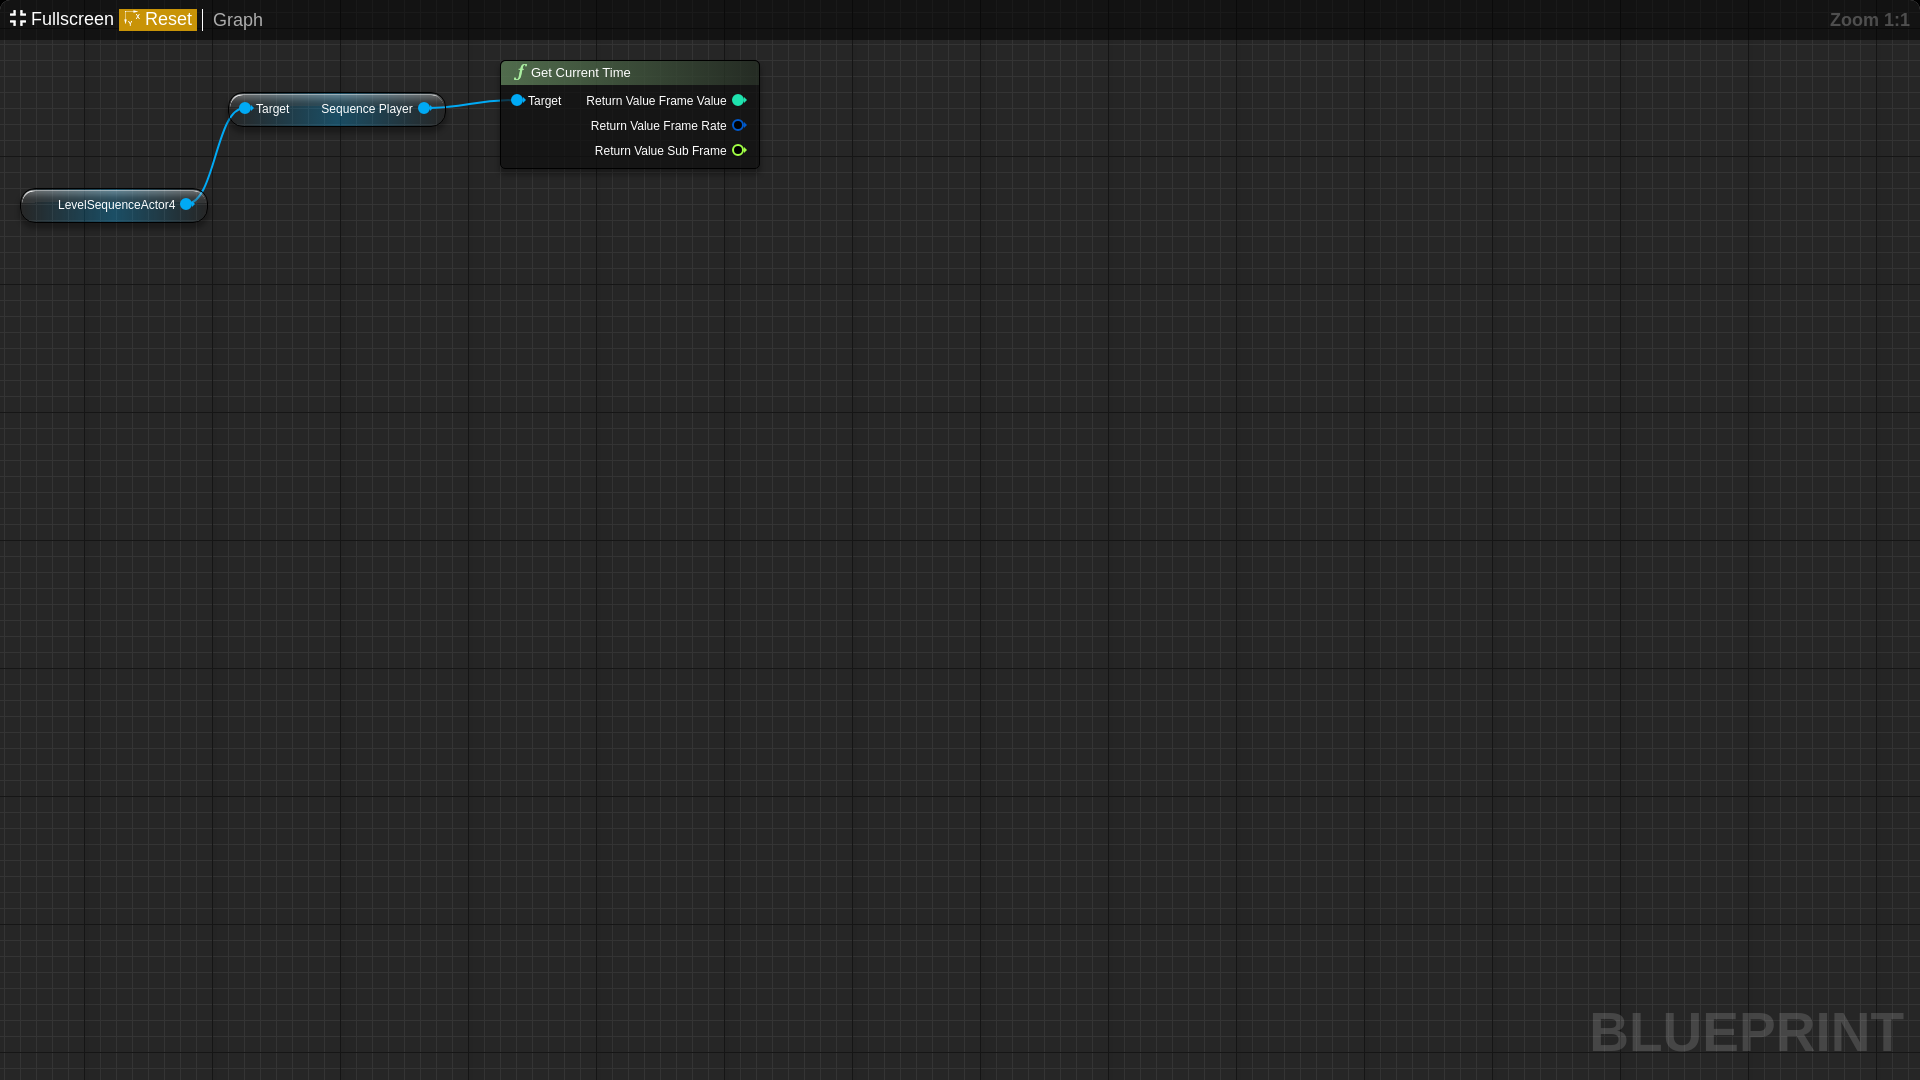 Fullscreen Reset Graph
Zoom 1:1
Get Current Time
Target Return Value Frame Value
Return Value Frame Rate
Return Value Sub Frame
Target Sequence Player
LevelSequenceActor4
BLUEPRINT